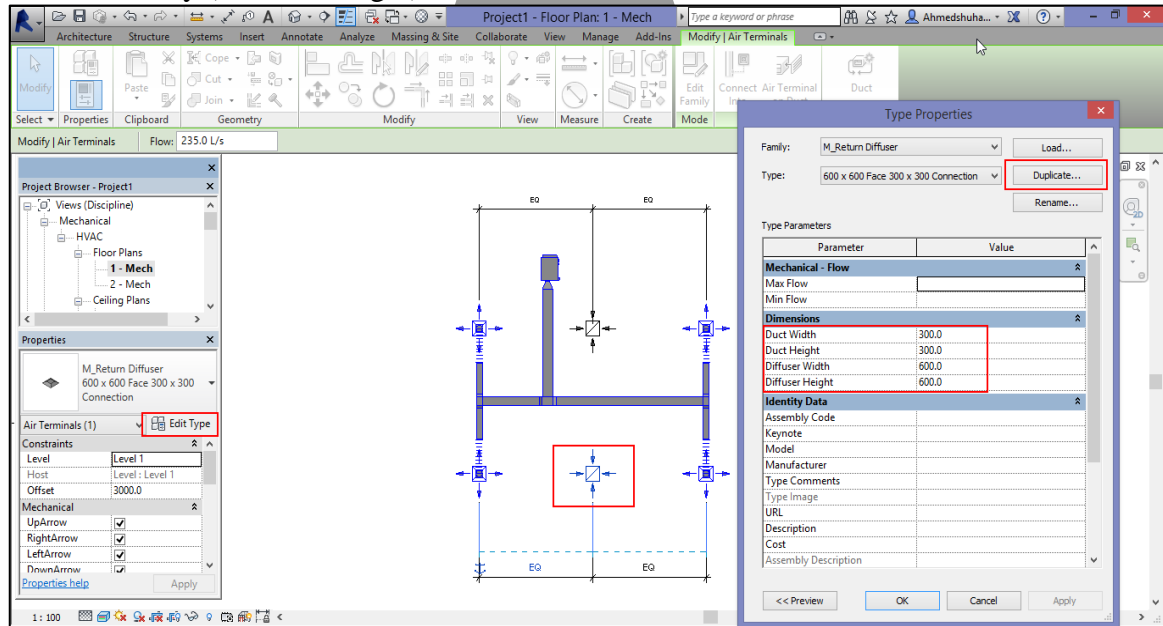 Project1 - Floor Plan: 1 - Mech
Type a keyword or phrase
Ahmedshuha...
Architecture Structure Systems Insert Annotate Analyze Massing & Site Collaborate View Manage Add-Ins Modify | Air Terminals
Modify
Paste
Cope
Cut
Join
Edit Family
Connect Into
Air Terminal on Duct
Duct
Select Properties Clipboard Geometry Modify View Measure Create Mode
Modify | Air Terminals Flow: 235.0 L/s
Project Browser - Project1
Views (Discipline)
Mechanical
HVAC
Floor Plans
1 - Mech
2 - Mech
Ceiling Plans
Properties
M_Return Diffuser
600 x 600 Face 300 x 300
Connection
Air Terminals (1) Edit Type
Constraints
Level Level 1
Host Level : Level 1
Offset 3000.0
Mechanical
UpArrow
RightArrow
LeftArrow
DownArrow
Properties help Apply
1 : 100
EQ EQ
EQ EQ
Type Properties
Family: M_Return Diffuser Load...
Type: 600 x 600 Face 300 x 300 Connection Duplicate...
Rename...
Type Parameters
Parameter Value
Mechanical - Flow
Max Flow
Min Flow
Dimensions
Duct Width 300.0
Duct Height 300.0
Diffuser Width 600.0
Diffuser Height 600.0
Identity Data
Assembly Code
Keynote
Model
Manufacturer
Type Comments
Type Image
URL
Description
Cost
Assembly Description
<< Preview OK Cancel Apply
2D